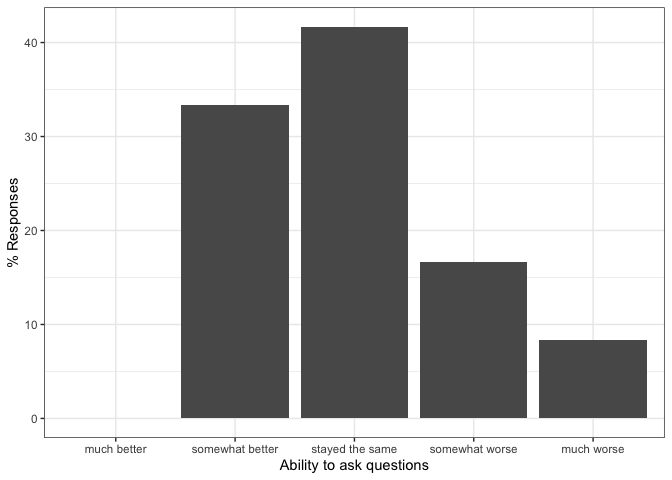 % Responses
40
30
20
10
0
much better
somewhat better
stayed the same
somewhat worse
much worse
Ability to ask questions